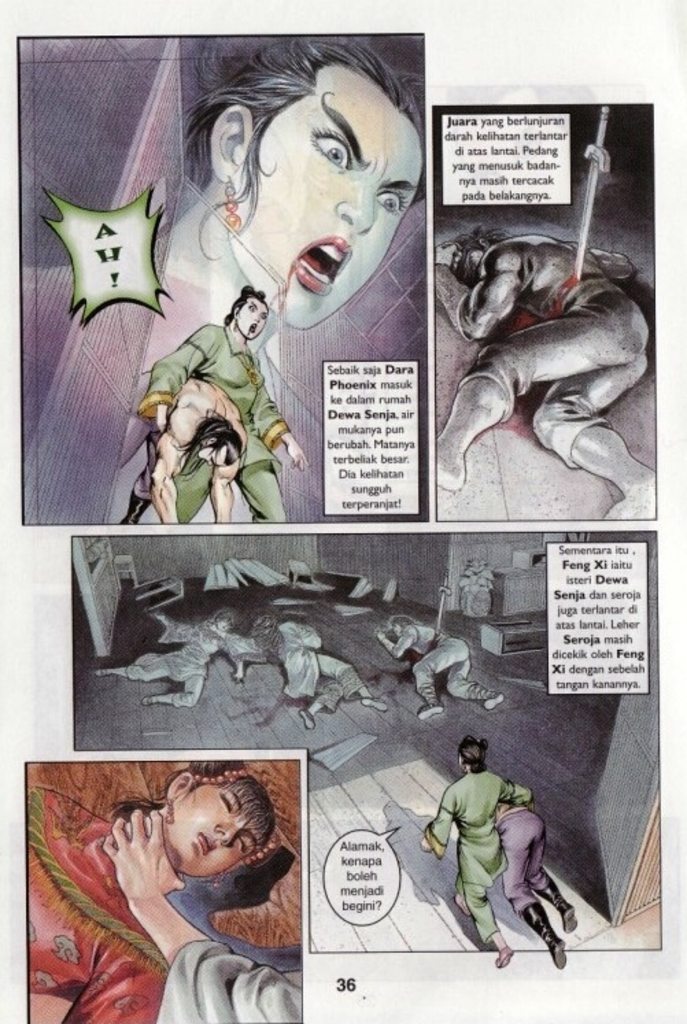 AH!
Sebaik saja Dara
Phoenix masuk
ke dalam rumah
Dewa Senja, air
mukanya pun
berubah. Matanya
terbeliak besar.
Dia kelihatan
sungguh
terperanjat!
Juara yang berlunjuran
darah kelihatan terlantar
di atas lantai. Pedang
yang menusuk badan-
nya masih tercacak
pada belakangnya.
Sementara itu,
Feng Xi iaitu
isteri Dewa
Senja dan seroja
juga terlantar di
atas lantai. Leher
Seroja masih
dicekik oleh Feng
Xi dengan sebelah
tangan kanannya.
Alamak,
kenapa
boleh
menjadi
begini?
36